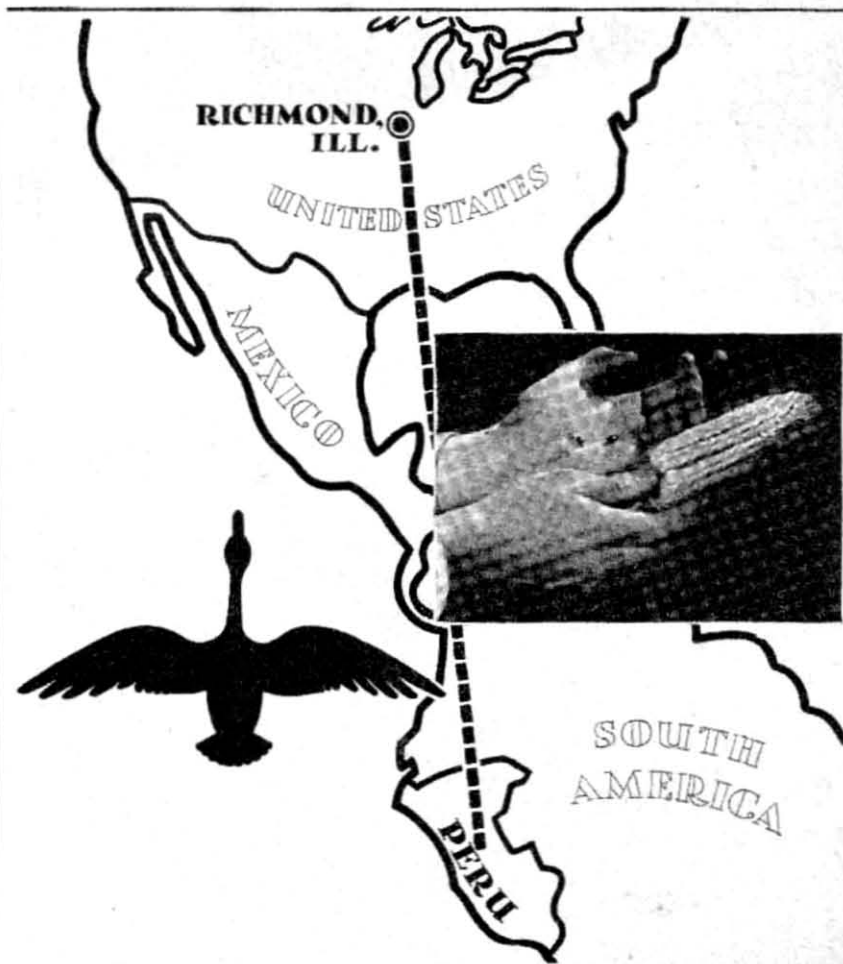 RICHMOND,
ILL.
UNITED STATES
MEXICO
SOUTH
AMERICA
PERU